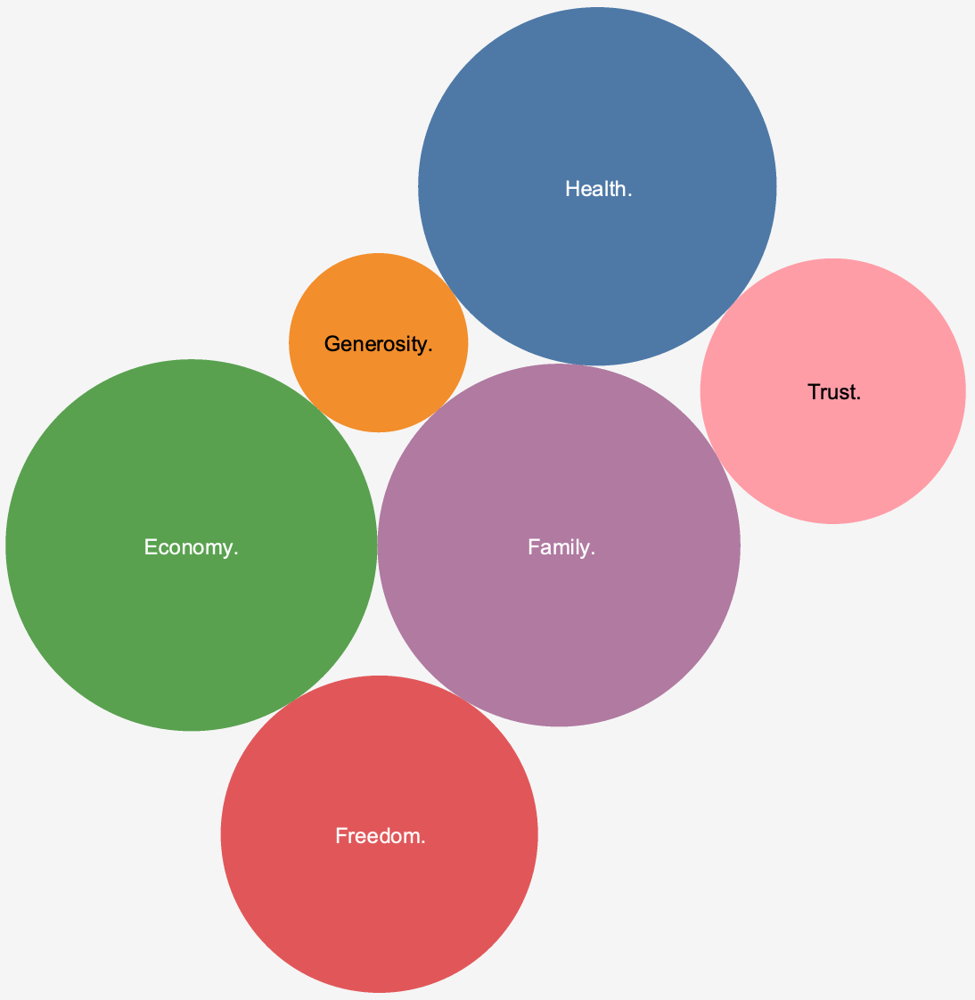 Health.
Generosity.
Trust.
Economy.
Family.
Freedom.